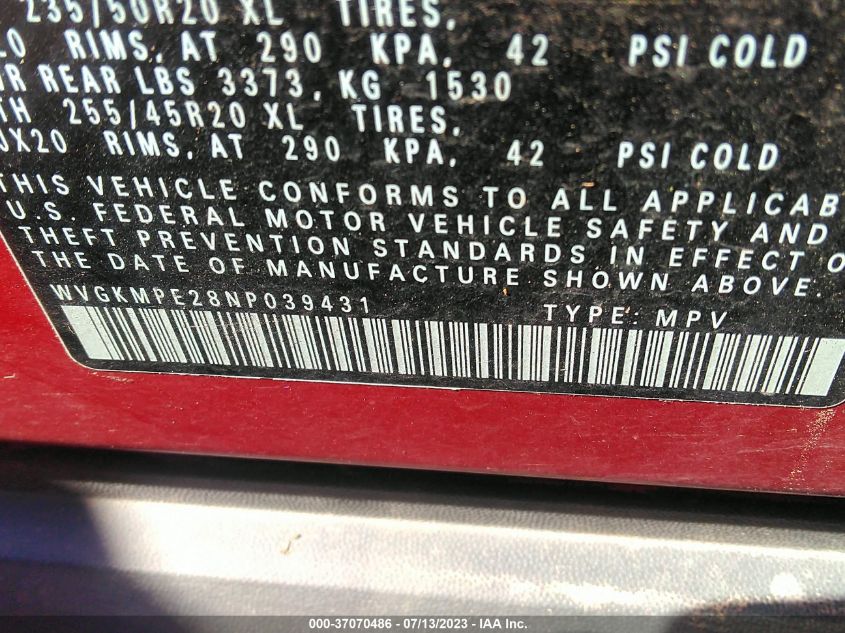 235/50R20 XL TIRES,
RIMS, AT 290 KPA, 42 PSI COLD
REAR LBS 3373, KG 1530
255/45R20 XL TIRES,
RIMS, AT 290 KPA, 42 PSI COLD
THIS VEHICLE CONFORMS TO ALL APPLICAB
U.S. FEDERAL MOTOR VEHICLE SAFETY AND
THEFT PREVENTION STANDARDS IN EFFECT O
THE DATE OF MANUFACTURE SHOWN ABOVE.
WVGKMPE28NP039431 TYPE: MPV
000-37070486 - 07/13/2023 - IAA Inc.